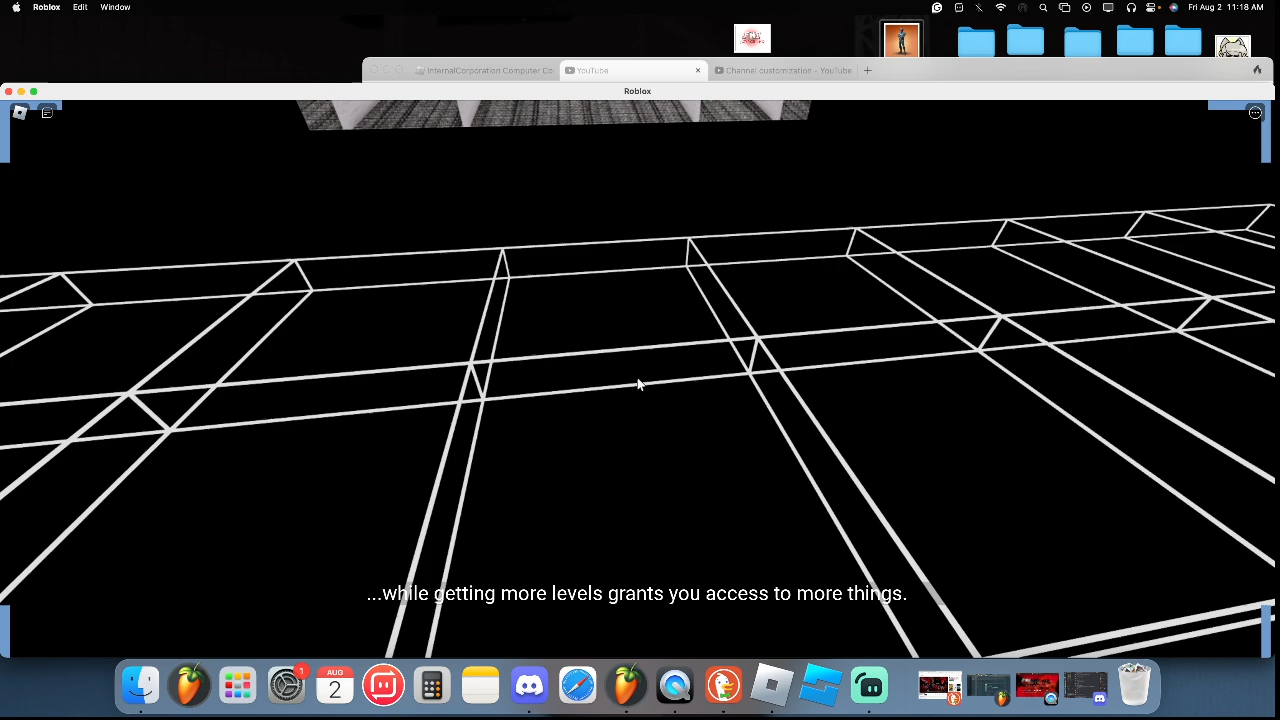 Roblox Edit Window Fri Aug 2 11:18 AM
InternalCorporation Computer Co
YouTube
Channel customization - YouTube
Roblox
...while getting more levels grants you access to more things.
1
AUG
2